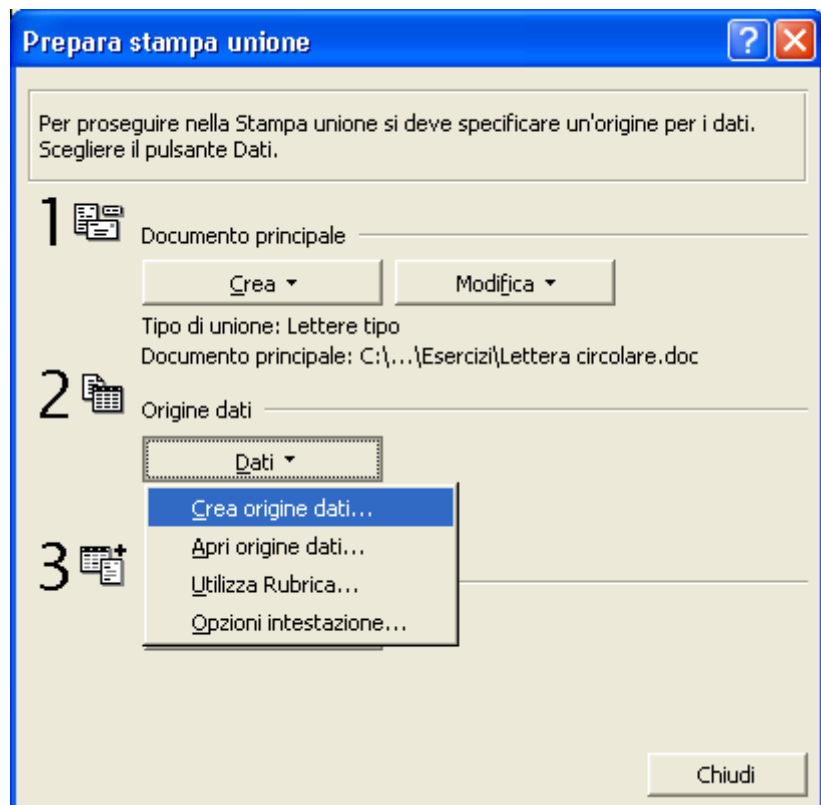 Prepara stampa unione
Per proseguire nella Stampa unione si deve specificare un'origine per i dati.
Scegliere il pulsante Dati.
1
Documento principale
Crea
Modifica
Tipo di unione: Lettere tipo
Documento principale: C:\...\Esercizi\Lettera circolare.doc
2
Origine dati
Dati
Crea origine dati...
Apri origine dati...
Utilizza Rubrica...
Opzioni intestazione...
3
Chiudi